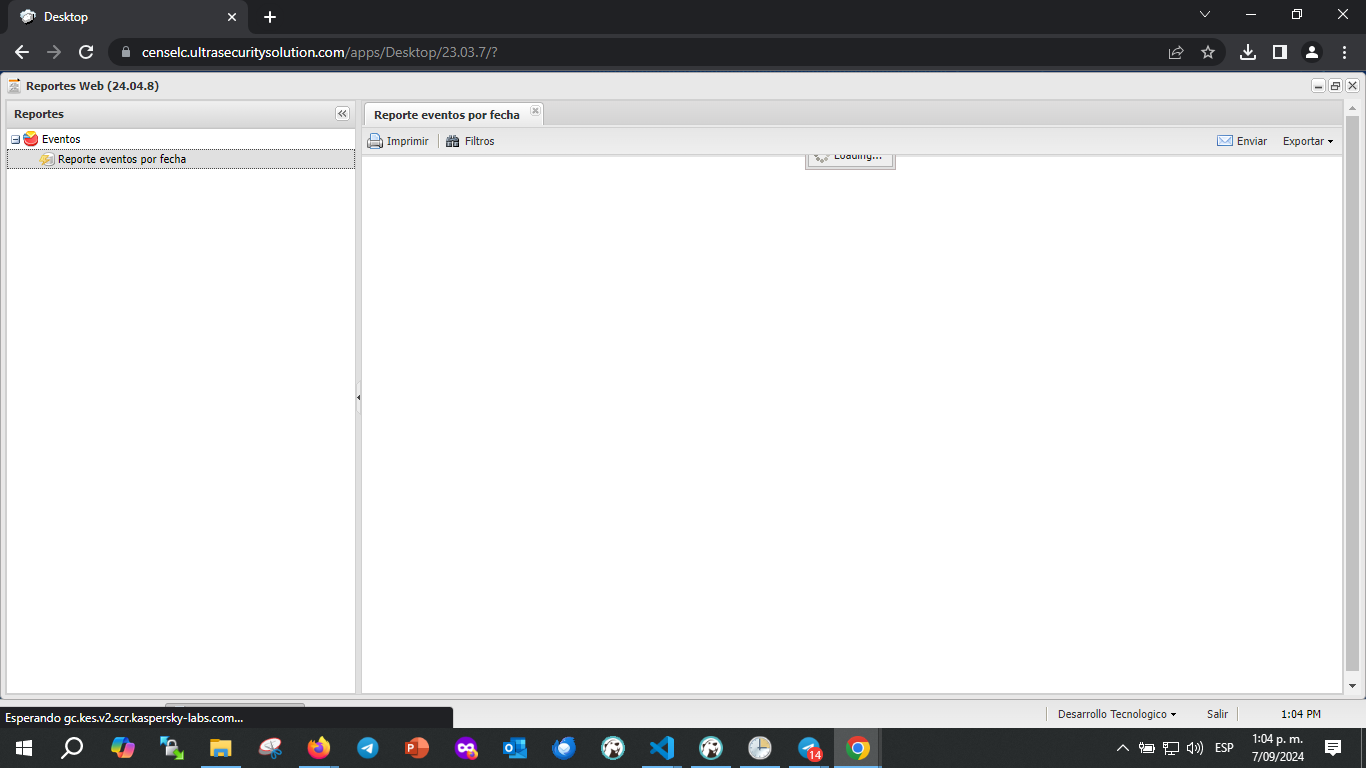 Desktop
censelc.ultrasecuritysolution.com/apps/Desktop/23.03.7/?
Reportes Web (24.04.8)
Reportes
Eventos
Reporte eventos por fecha
Reporte eventos por fecha
Imprimir
Filtros
Enviar
Exportar
Loading...
Esperando gc.kes.v2.scr.kaspersky-labs.com...
Desarrollo Tecnologico
Salir
1:04 PM
14
ESP
1:04 p. m.
7/09/2024